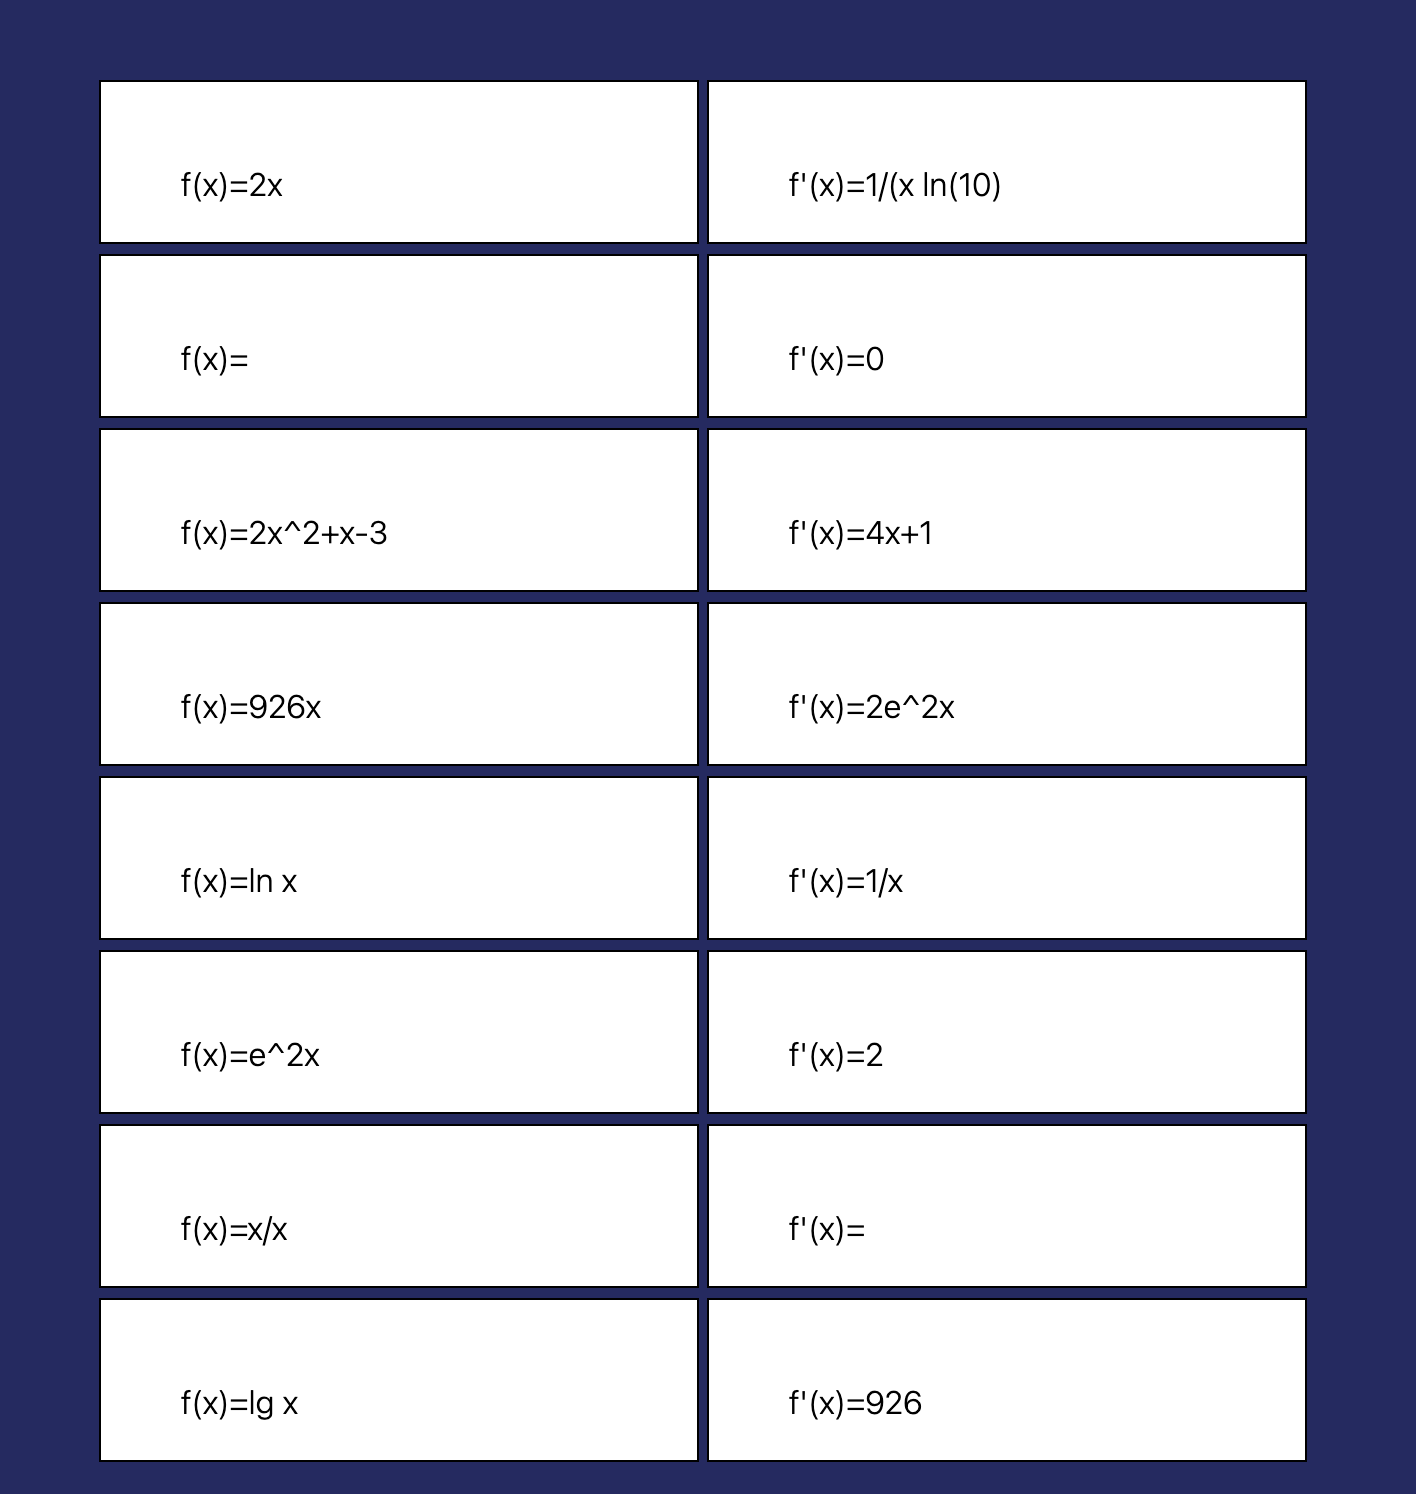 f(x)=2x
f'(x)=1/(x ln(10)
f(x)=
f'(x)=0
f(x)=2x^2+x-3
f'(x)=4x+1
f(x)=926x
f'(x)=2e^2x
f(x)=ln x
f'(x)=1/x
f(x)=e^2x
f'(x)=2
f(x)=x/x
f'(x)=
f(x)=lg x
f'(x)=926